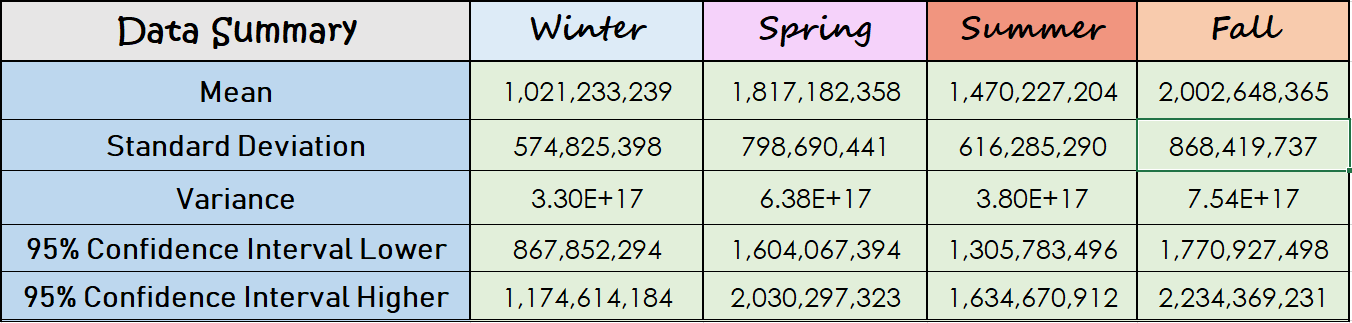 Data Summary Winter Spring Summer Fall
Mean 1,021,233,239 1,817,182,358 1,470,227,204 2,002,648,365
Standard Deviation 574,825,398 798,690,441 616,285,290 868,419,737
Variance 3.30E+17 6.38E+17 3.80E+17 7.54E+17
95% Confidence Interval Lower 867,852,294 1,604,067,394 1,305,783,496 1,770,927,498
95% Confidence Interval Higher 1,174,614,184 2,030,297,323 1,634,670,912 2,234,369,231